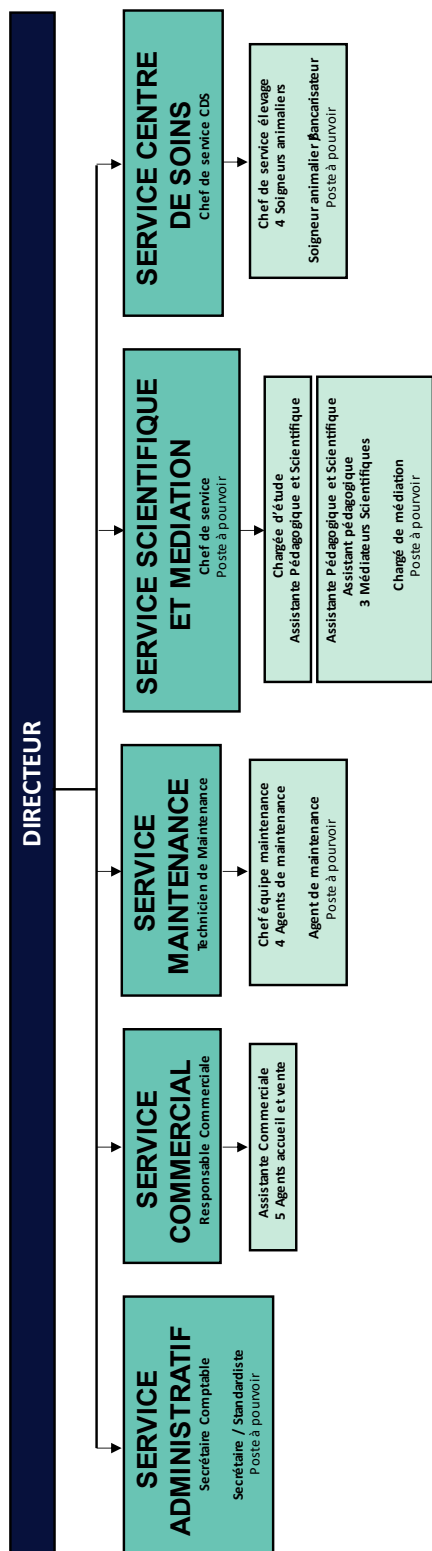 DIRECTEUR
SERVICE
ADMINISTRATIF
Secrétaire Comptable
Secrétaire / Standardiste
Poste à pourvoir
SERVICE
COMMERCIAL
Responsable Commerciale
Assistante Commerciale
5 Agents accueil et vente
SERVICE
MAINTENANCE
Technicien de Maintenance
Chef équipe maintenance
4 Agents de maintenance
Agent de maintenance
Poste à pourvoir
SERVICE SCIENTIFIQUE
ET MEDIATION
Chef de service
Poste à pourvoir
Chargée d'étude
Assistante Pédagogique et Scientifique
Assistante Pédagogique et Scientifique
Assistant pédagogique
3 Médiateurs Scientifiques
Chargé de médiation
Poste à pourvoir
SERVICE CENTRE
DE SOINS
Chef de service CDS
Chef de service élevage
4 Soigneurs animaliers
Soigneur animalier /bancarisateur
Poste à pourvoir